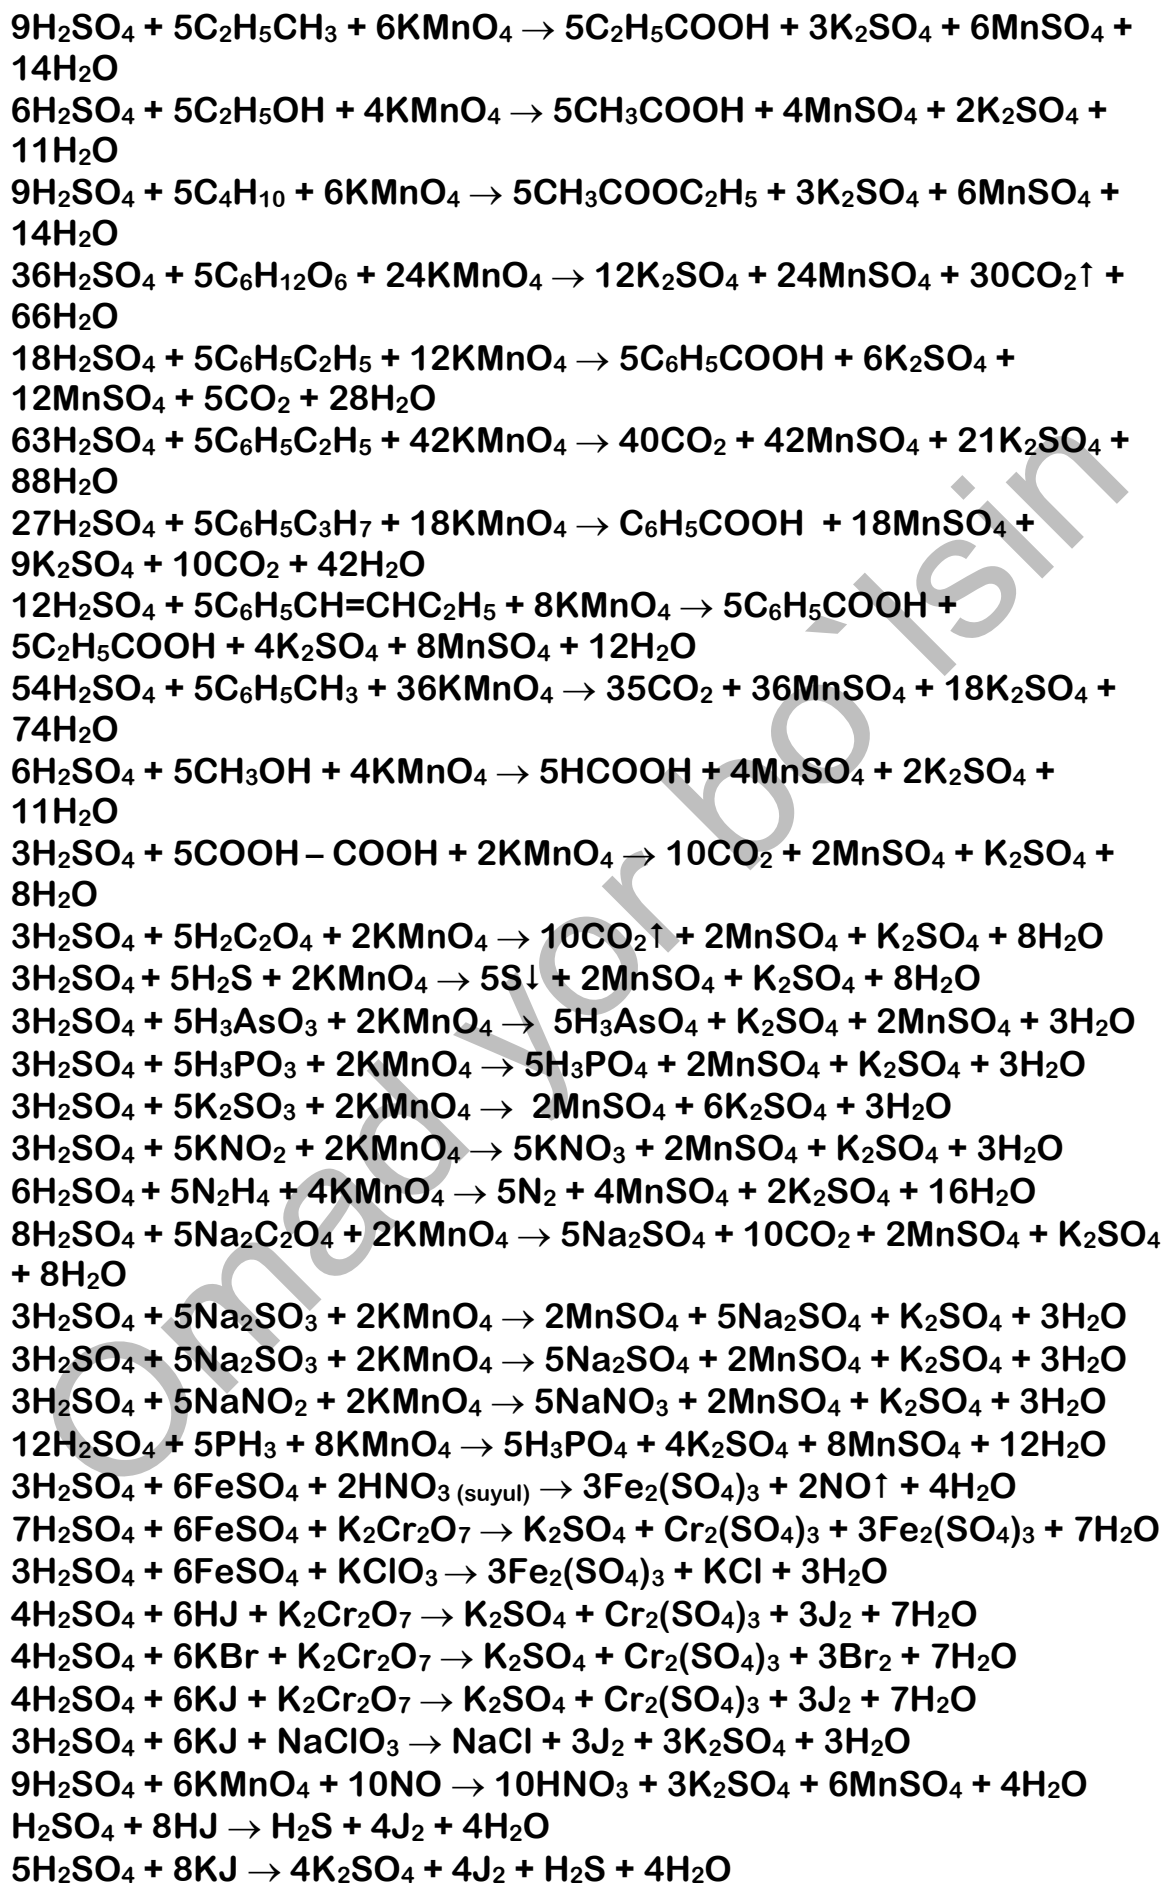 9H₂SO₄ + 5C₂H₅CH₃ + 6KMnO₄ → 5C₂H₅COOH + 3K₂SO₄ + 6MnSO₄ +
14H₂O
6H₂SO₄ + 5C₂H₅OH + 4KMnO₄ → 5CH₃COOH + 4MnSO₄ + 2K₂SO₄ +
11H₂O
9H₂SO₄ + 5C₄H₁₀ + 6KMnO₄ → 5CH₃COOC₂H₅ + 3K₂SO₄ + 6MnSO₄ +
14H₂O
36H₂SO₄ + 5C₆H₁₂O₆ + 24KMnO₄ → 12K₂SO₄ + 24MnSO₄ + 30CO₂↑ +
66H₂O
18H₂SO₄ + 5C₆H₅C₂H₅ + 12KMnO₄ → 5C₆H₅COOH + 6K₂SO₄ +
12MnSO₄ + 5CO₂ + 28H₂O
63H₂SO₄ + 5C₆H₅C₂H₅ + 42KMnO₄ → 40CO₂ + 42MnSO₄ + 21K₂SO₄ +
88H₂O
27H₂SO₄ + 5C₆H₅C₃H₇ + 18KMnO₄ → C₆H₅COOH + 18MnSO₄ +
9K₂SO₄ + 10CO₂ + 42H₂O
12H₂SO₄ + 5C₆H₅CH=CHC₂H₅ + 8KMnO₄ → 5C₆H₅COOH +
5C₂H₅COOH + 4K₂SO₄ + 8MnSO₄ + 12H₂O
54H₂SO₄ + 5C₆H₅CH₃ + 36KMnO₄ → 35CO₂ + 36MnSO₄ + 18K₂SO₄ +
74H₂O
6H₂SO₄ + 5CH₃OH + 4KMnO₄ → 5HCOOH + 4MnSO₄ + 2K₂SO₄ +
11H₂O
3H₂SO₄ + 5COOH – COOH + 2KMnO₄ → 10CO₂ + 2MnSO₄ + K₂SO₄ +
8H₂O
3H₂SO₄ + 5H₂C₂O₄ + 2KMnO₄ → 10CO₂↑ + 2MnSO₄ + K₂SO₄ + 8H₂O
3H₂SO₄ + 5H₂S + 2KMnO₄ → 5S↓ + 2MnSO₄ + K₂SO₄ + 8H₂O
3H₂SO₄ + 5H₃AsO₃ + 2KMnO₄ → 5H₃AsO₄ + K₂SO₄ + 2MnSO₄ + 3H₂O
3H₂SO₄ + 5H₃PO₃ + 2KMnO₄ → 5H₃PO₄ + 2MnSO₄ + K₂SO₄ + 3H₂O
3H₂SO₄ + 5K₂SO₃ + 2KMnO₄ → 2MnSO₄ + 6K₂SO₄ + 3H₂O
3H₂SO₄ + 5KNO₂ + 2KMnO₄ → 5KNO₃ + 2MnSO₄ + K₂SO₄ + 3H₂O
6H₂SO₄ + 5N₂H₄ + 4KMnO₄ → 5N₂ + 4MnSO₄ + 2K₂SO₄ + 16H₂O
8H₂SO₄ + 5Na₂C₂O₄ + 2KMnO₄ → 5Na₂SO₄ + 10CO₂ + 2MnSO₄ + K₂SO₄
+ 8H₂O
3H₂SO₄ + 5Na₂SO₃ + 2KMnO₄ → 2MnSO₄ + 5Na₂SO₄ + K₂SO₄ + 3H₂O
3H₂SO₄ + 5Na₂SO₃ + 2KMnO₄ → 5Na₂SO₄ + 2MnSO₄ + K₂SO₄ + 3H₂O
3H₂SO₄ + 5NaNO₂ + 2KMnO₄ → 5NaNO₃ + 2MnSO₄ + K₂SO₄ + 3H₂O
12H₂SO₄ + 5PH₃ + 8KMnO₄ → 5H₃PO₄ + 4K₂SO₄ + 8MnSO₄ + 12H₂O
3H₂SO₄ + 6FeSO₄ + 2HNO₃ (suyul) → 3Fe₂(SO₄)₃ + 2NO↑ + 4H₂O
7H₂SO₄ + 6FeSO₄ + K₂Cr₂O₇ → K₂SO₄ + Cr₂(SO₄)₃ + 3Fe₂(SO₄)₃ + 7H₂O
3H₂SO₄ + 6FeSO₄ + KClO₃ → 3Fe₂(SO₄)₃ + KCl + 3H₂O
4H₂SO₄ + 6HJ + K₂Cr₂O₇ → K₂SO₄ + Cr₂(SO₄)₃ + 3J₂ + 7H₂O
4H₂SO₄ + 6KBr + K₂Cr₂O₇ → K₂SO₄ + Cr₂(SO₄)₃ + 3Br₂ + 7H₂O
4H₂SO₄ + 6KJ + K₂Cr₂O₇ → K₂SO₄ + Cr₂(SO₄)₃ + 3J₂ + 7H₂O
3H₂SO₄ + 6KJ + NaClO₃ → NaCl + 3J₂ + 3K₂SO₄ + 3H₂O
9H₂SO₄ + 6KMnO₄ + 10NO → 10HNO₃ + 3K₂SO₄ + 6MnSO₄ + 4H₂O
H₂SO₄ + 8HJ → H₂S + 4J₂ + 4H₂O
5H₂SO₄ + 8KJ → 4K₂SO₄ + 4J₂ + H₂S + 4H₂O
Omad yor bo`lsin